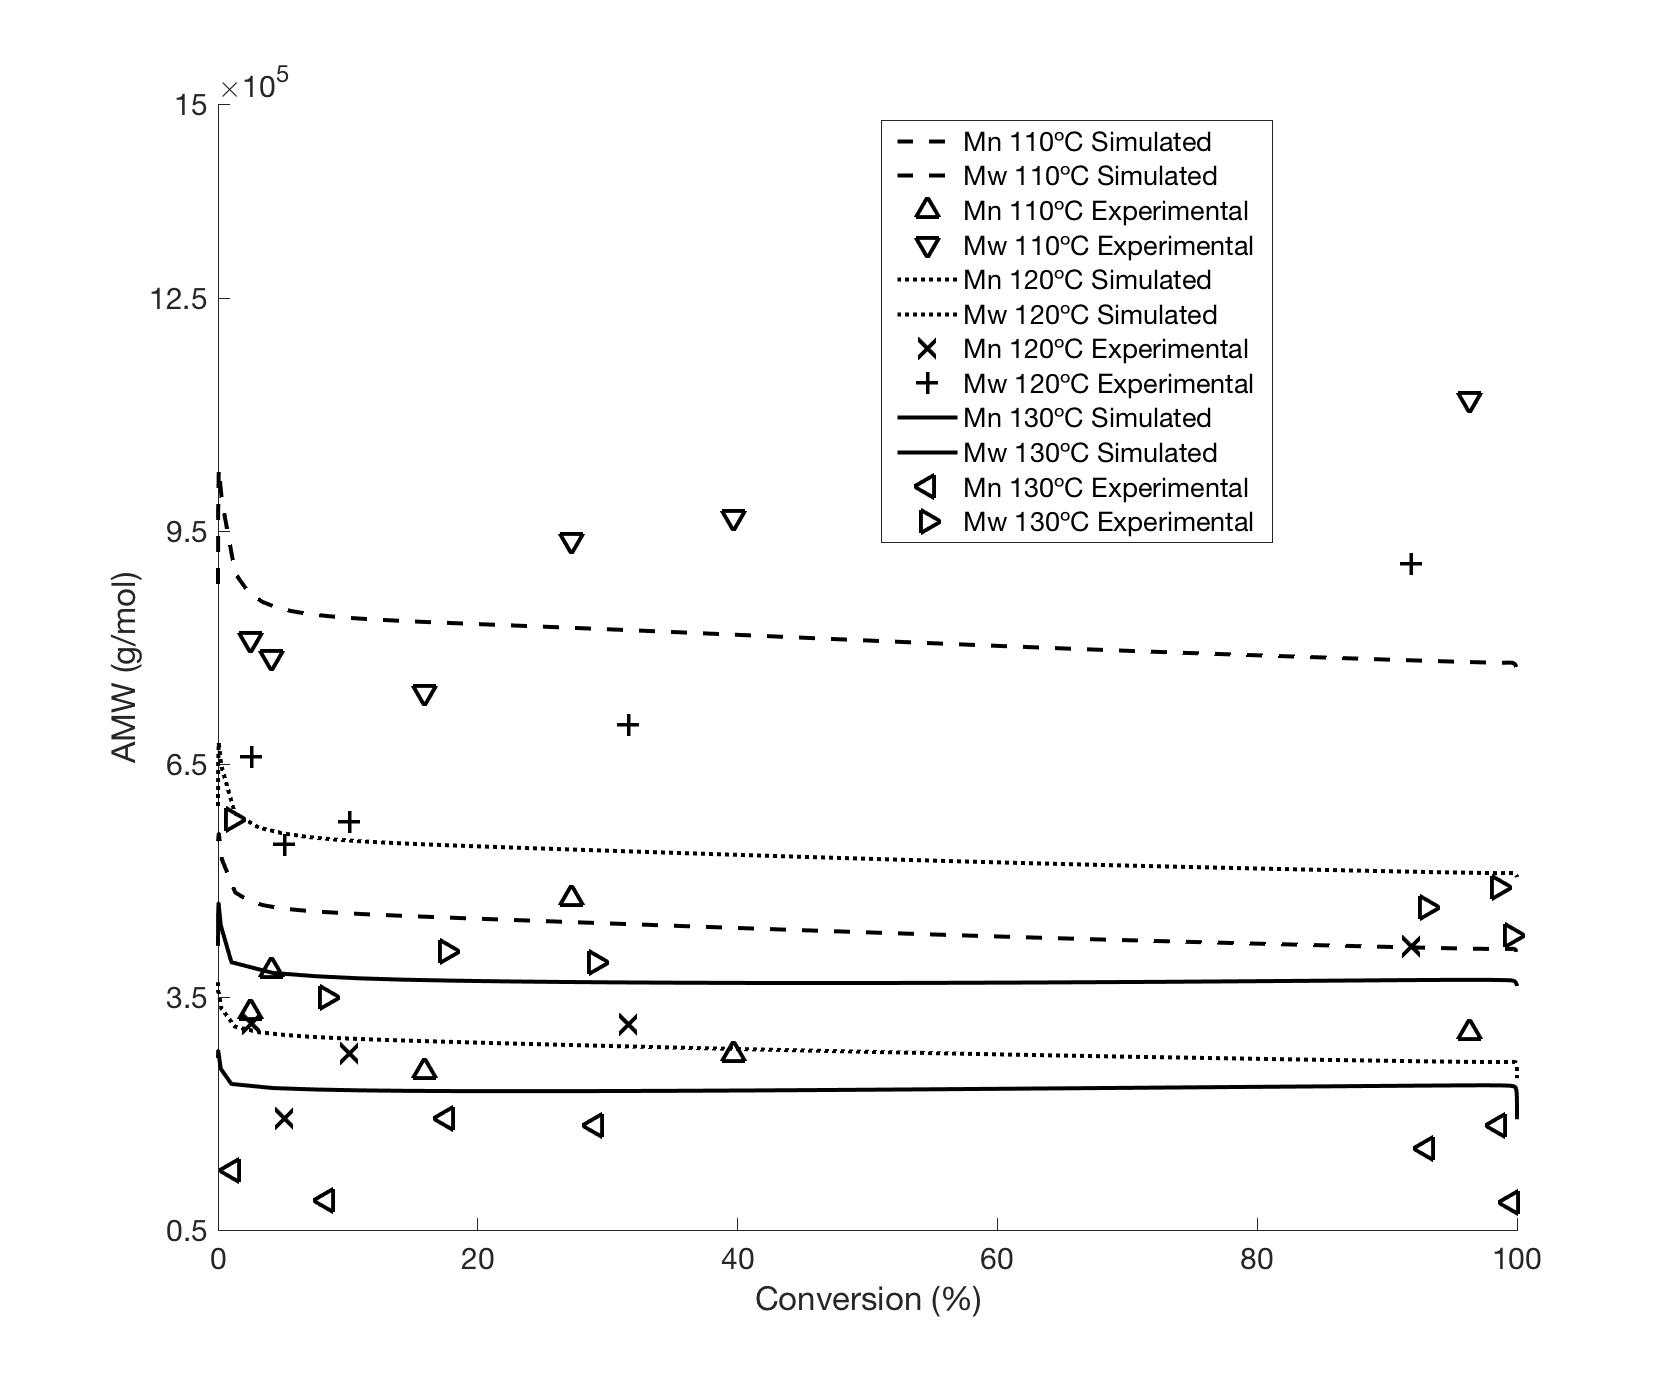 ×10⁵
15
12.5
9.5
6.5
3.5
0.5
AMW (g/mol)
Mn 110ºC Simulated
Mw 110ºC Simulated
Mn 110ºC Experimental
Mw 110ºC Experimental
Mn 120ºC Simulated
Mw 120ºC Simulated
Mn 120ºC Experimental
Mw 120ºC Experimental
Mn 130ºC Simulated
Mw 130ºC Simulated
Mn 130ºC Experimental
Mw 130ºC Experimental
0 20 40 60 80 100
Conversion (%)